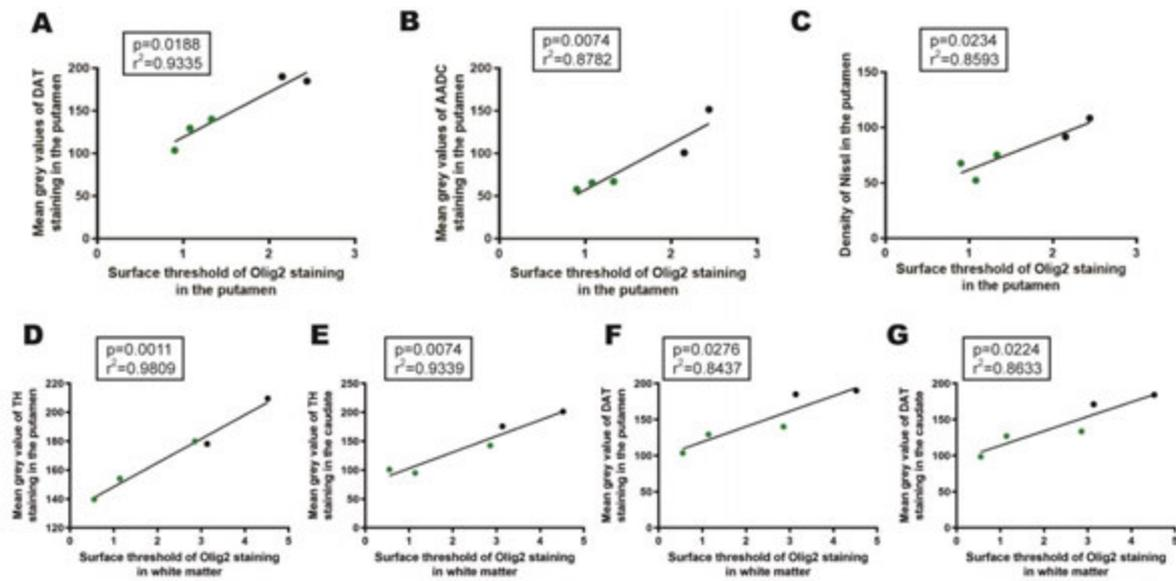 A
p=0.0188
r²=0.9335
Mean grey values of DAT
staining in the putamen
200
150
100
50
0
0 1 2 3
Surface threshold of Olig2 staining
in the putamen
B
p=0.0074
r²=0.8782
Mean grey values of AADC
staining in the putamen
200
150
100
50
0
0 1 2 3
Surface threshold of Olig2 staining
in the putamen
C
p=0.0234
r²=0.8593
Density of Nissl in the putamen
150
100
50
0
0 1 2 3
Surface threshold of Olig2 staining
in the putamen
D
p=0.0011
r²=0.9809
Mean grey value of TH
staining in the putamen
220
200
180
160
140
120
0 1 2 3 4 5
Surface threshold of Olig2 staining
in white matter
E
p=0.0074
r²=0.9339
Mean grey value of TH
staining in the caudate
250
200
150
100
50
0
0 1 2 3 4 5
Surface threshold of Olig2 staining
in white matter
F
p=0.0276
r²=0.8437
Mean grey value of DAT
staining in the putamen
200
150
100
50
0
0 1 2 3 4 5
Surface threshold of Olig2 staining
in white matter
G
p=0.0224
r²=0.8633
Mean grey value of DAT
staining in the caudate
200
150
100
50
0
0 1 2 3 4 5
Surface threshold of Olig2 staining
in white matter